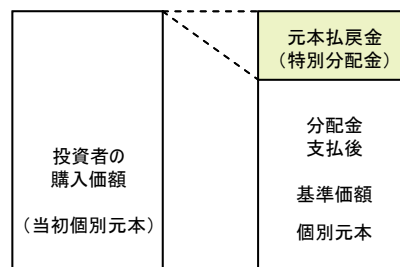 投資者の
購入価額
（当初個別元本）
元本払戻金
（特別分配金）
分配金
支払後
基準価額
個別元本